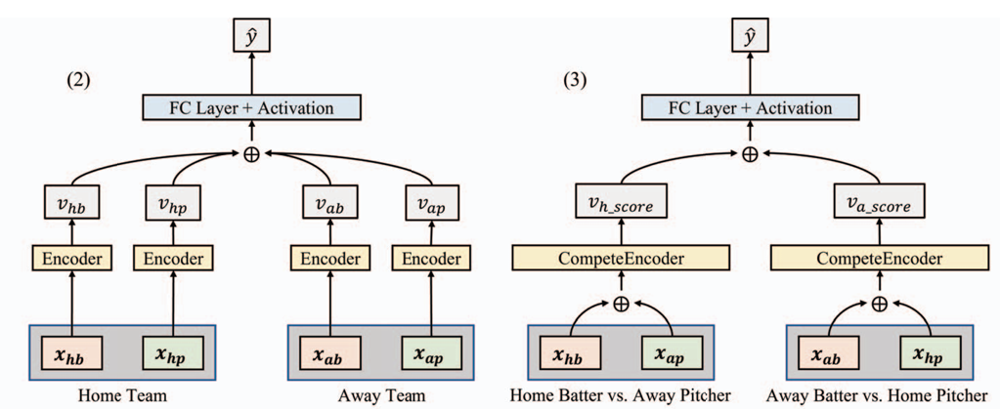 ŷ ŷ
(2) (3)
FC Layer + Activation FC Layer + Activation
⊕ ⊕
v_hb v_hp v_ab v_ap v_h_score v_a_score
Encoder Encoder Encoder Encoder CompeteEncoder CompeteEncoder
⊕ ⊕
x_hb x_hp x_ab x_ap x_hb x_ap x_ab x_hp
Home Team Away Team Home Batter vs. Away Pitcher Away Batter vs. Home Pitcher